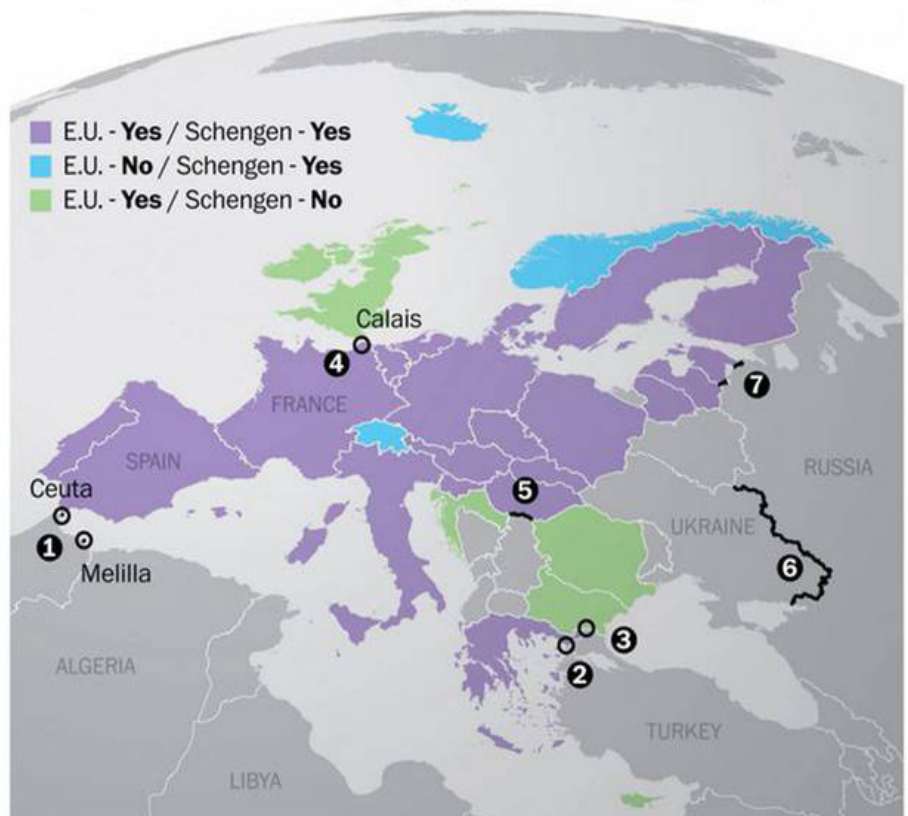 E.U. - Yes / Schengen - Yes
E.U. - No / Schengen - Yes
E.U. - Yes / Schengen - No
Calais
4
7
FRANCE
SPAIN
RUSSIA
Ceuta
5
UKRAINE
1
6
Melilla
3
ALGERIA
2
TURKEY
LIBYA